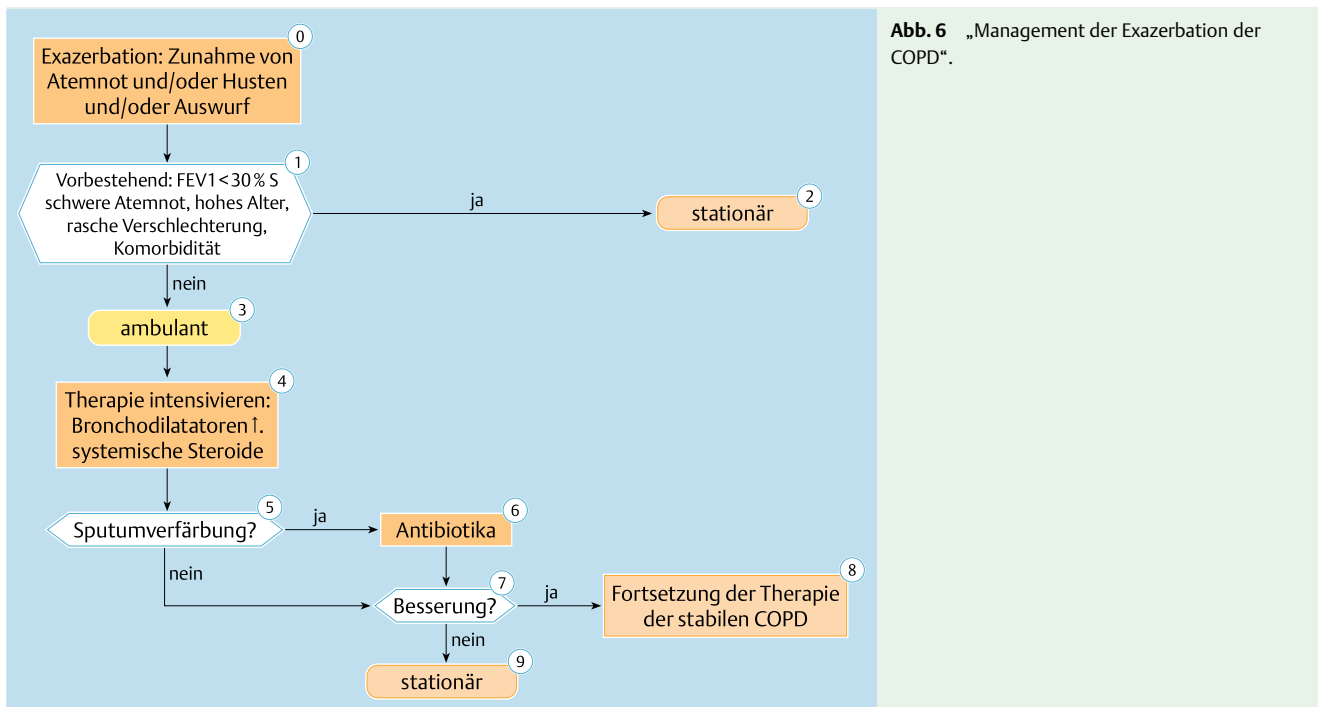 0
Exazerbation: Zunahme von
Atemnot und/oder Husten
und/oder Auswurf
1
Vorbestehend: FEV1<30% S
schwere Atemnot, hohes Alter,
rasche Verschlechterung,
Komorbidität
ja
2
stationär
nein
3
ambulant
4
Therapie intensivieren:
Bronchodilatatoren↑.
systemische Steroide
5
Sputumverfärbung?
ja
6
Antibiotika
nein
7
Besserung?
ja
8
Fortsetzung der Therapie
der stabilen COPD
nein
9
stationär
Abb. 6 „Management der Exazerbation der
COPD“.